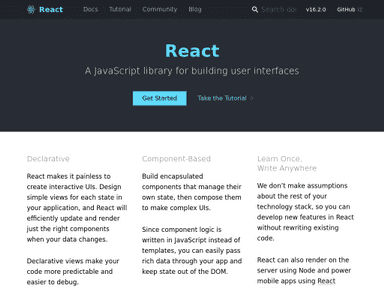 React
Docs
Tutorial
Community
Blog
Search docs
v16.2.0
GitHub
React
A JavaScript library for building user interfaces
Get Started
Take the Tutorial
Declarative
React makes it painless to
create interactive UIs. Design
simple views for each state in
your application, and React will
efficiently update and render
just the right components
when your data changes.
Declarative views make your
code more predictable and
easier to debug.
Component-Based
Build encapsulated
components that manage their
own state, then compose them
to make complex UIs.
Since component logic is
written in JavaScript instead of
templates, you can easily pass
rich data through your app and
keep state out of the DOM.
Learn Once,
Write Anywhere
We don’t make assumptions
about the rest of your
technology stack, so you can
develop new features in React
without rewriting existing
code.
React can also render on the
server using Node and power
mobile apps using React